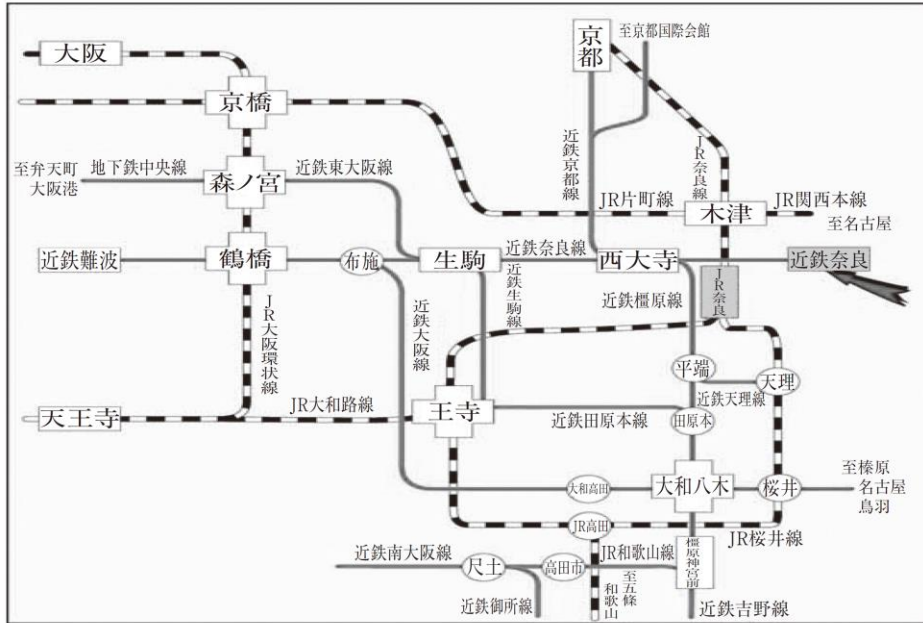 大阪
京都
至京都国際会館
京橋
近鉄京都線
JR奈良線
至弁天町
大阪港
地下鉄中央線
森ノ宮
近鉄東大阪線
JR片町線
木津
JR関西本線
至名古屋
近鉄難波
鶴橋
布施
生駒
近鉄奈良線
西大寺
近鉄奈良
JR大阪環状線
近鉄大阪線
近鉄生駒線
近鉄橿原線
JR奈良
平端
天理
近鉄天理線
天王寺
JR大和路線
王寺
近鉄田原本線
田原本
大和高田
大和八木
桜井
至榛原
名古屋
鳥羽
JR高田
JR桜井線
近鉄南大阪線
尺土
高田市
JR和歌山線
至五條
和歌山
橿原神宮前
近鉄御所線
近鉄吉野線